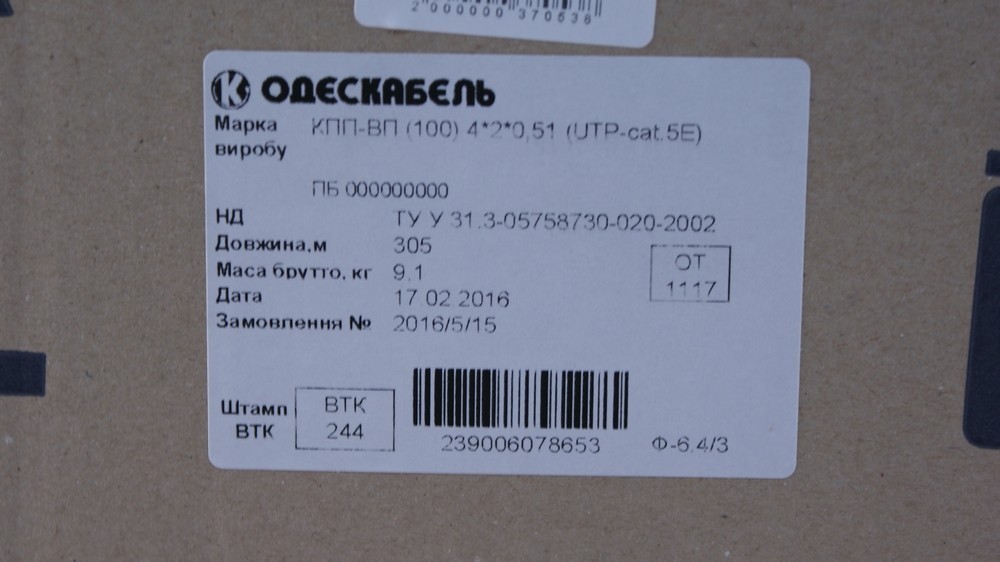 2 000000 370638
ОДЕСКАБЕЛЬ
Марка виробу
КПП-ВП (100) 4*2*0,51 (UTP-cat.5E)
ПБ 000000000
НД ТУ У 31.3-05758730-020-2002
Довжина,м 305
Маса брутто, кг 9.1
ОТ
1117
Дата 17 02 2016
Замовлення № 2016/5/15
Штамп ВТК
ВТК
244
239006078653
Ф-6.4/3